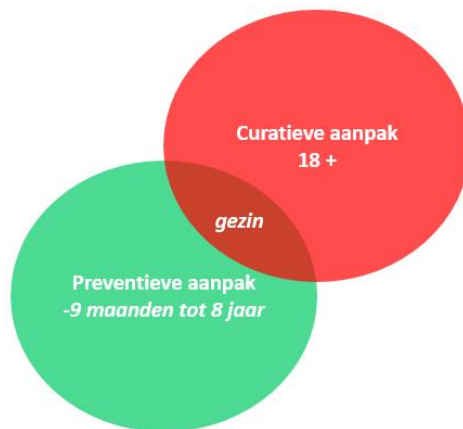 Curatieve aanpak
18 +
gezin
Preventieve aanpak
-9 maanden tot 8 jaar